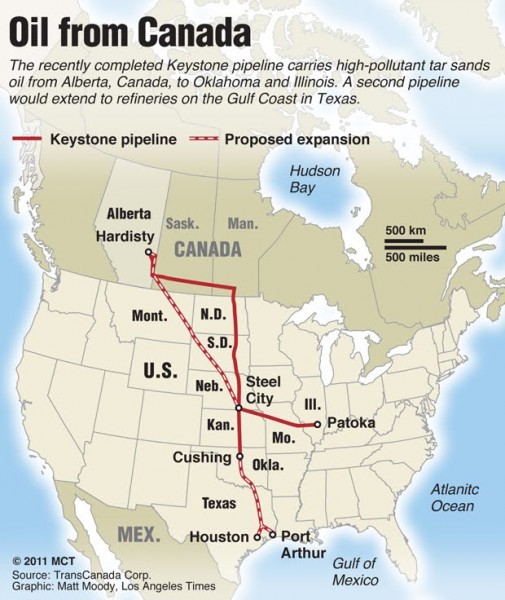 Oil from Canada
The recently completed Keystone pipeline carries high-pollutant tar sands
oil from Alberta, Canada, to Oklahoma and Illinois. A second pipeline
would extend to refineries on the Gulf Coast in Texas.
Keystone pipeline
Proposed expansion
Hudson
Bay
Alberta
Hardisty
Sask.
Man.
CANADA
500 km
500 miles
Mont.
N.D.
S.D.
U.S.
Neb.
Steel
City
Ill.
Patoka
Kan.
Mo.
Cushing
Okla.
Texas
Atlanitc
Ocean
MEX.
Houston
Port
Arthur
Gulf of
Mexico
© 2011 MCT
Source: TransCanada Corp.
Graphic: Matt Moody, Los Angeles Times